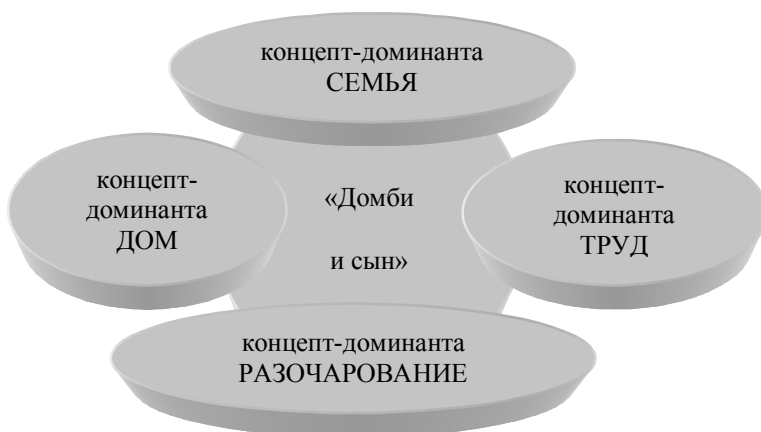 концепт-доминанта
СЕМЬЯ
концепт-
доминанта
ДОМ
«Домби
и сын»
концепт-
доминанта
ТРУД
концепт-доминанта
РАЗОЧАРОВАНИЕ